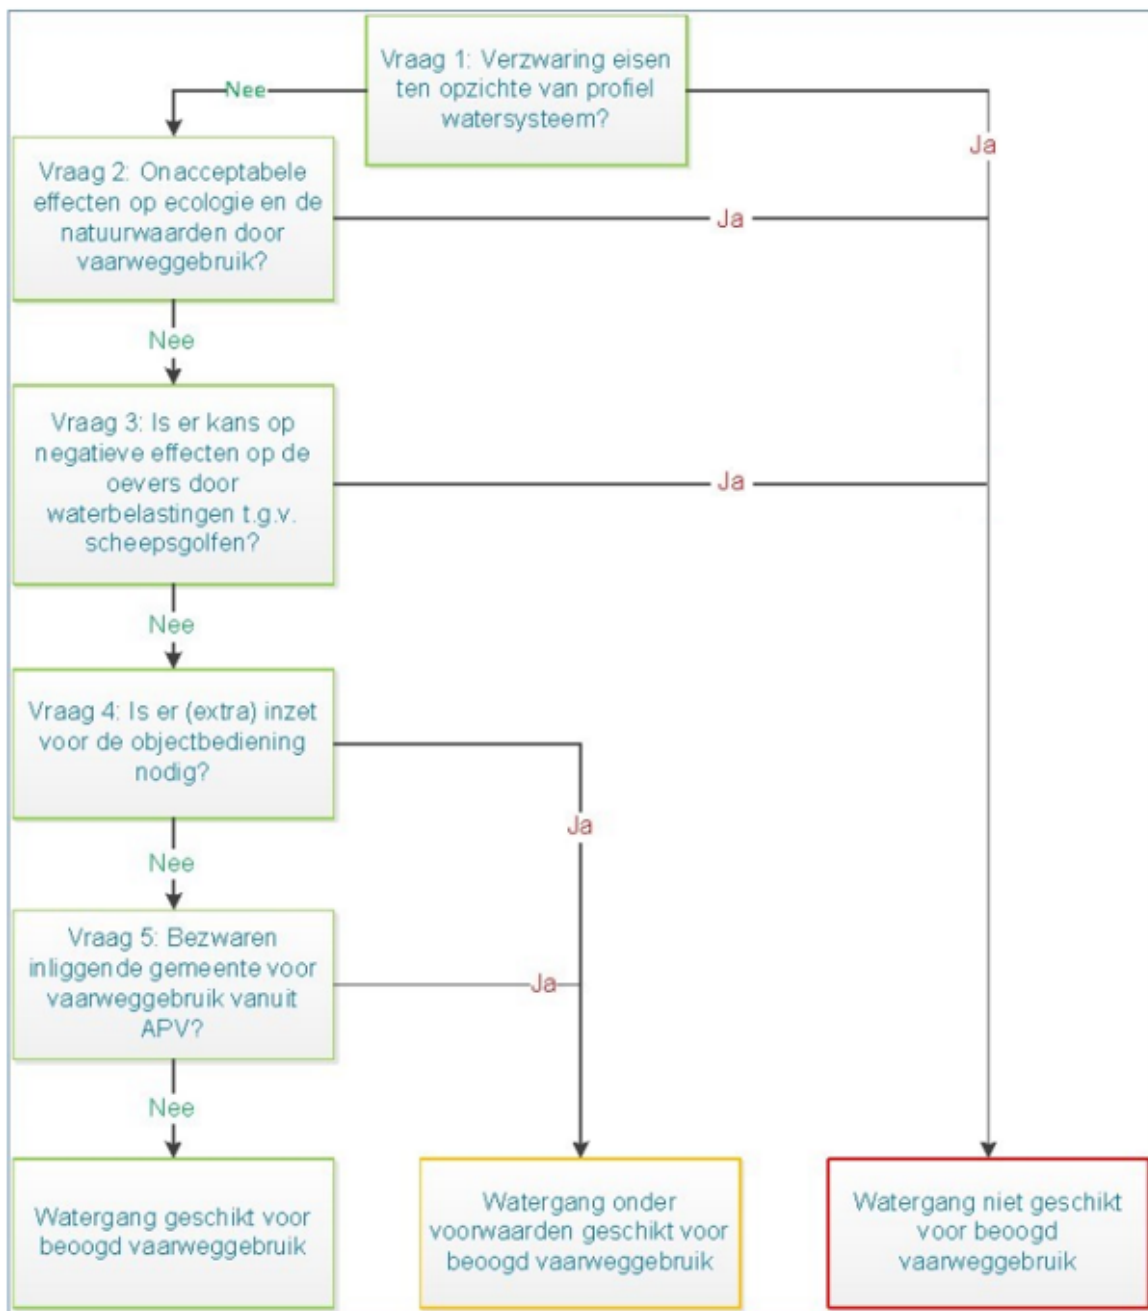 Vraag 1: Verzwaring eisen
ten opzichte van profiel
watersysteem?
Nee
Ja
Vraag 2: Onacceptabele
effecten op ecologie en de
natuurwaarden door
vaarweggebruik?
Ja
Nee
Vraag 3: Is er kans op
negatieve effecten op de
oevers door
waterbelastingen t.g.v.
scheepsgolfen?
Ja
Nee
Vraag 4: Is er (extra) inzet
voor de objectbediening
nodig?
Ja
Nee
Vraag 5: Bezwaren
inliggende gemeente voor
vaarweggebruik vanuit
APV?
Ja
Nee
Watergang geschikt voor
beoogd vaarweggebruik
Watergang onder
voorwaarden geschikt voor
beoogd vaarweggebruik
Watergang niet geschikt
voor beoogd
vaarweggebruik